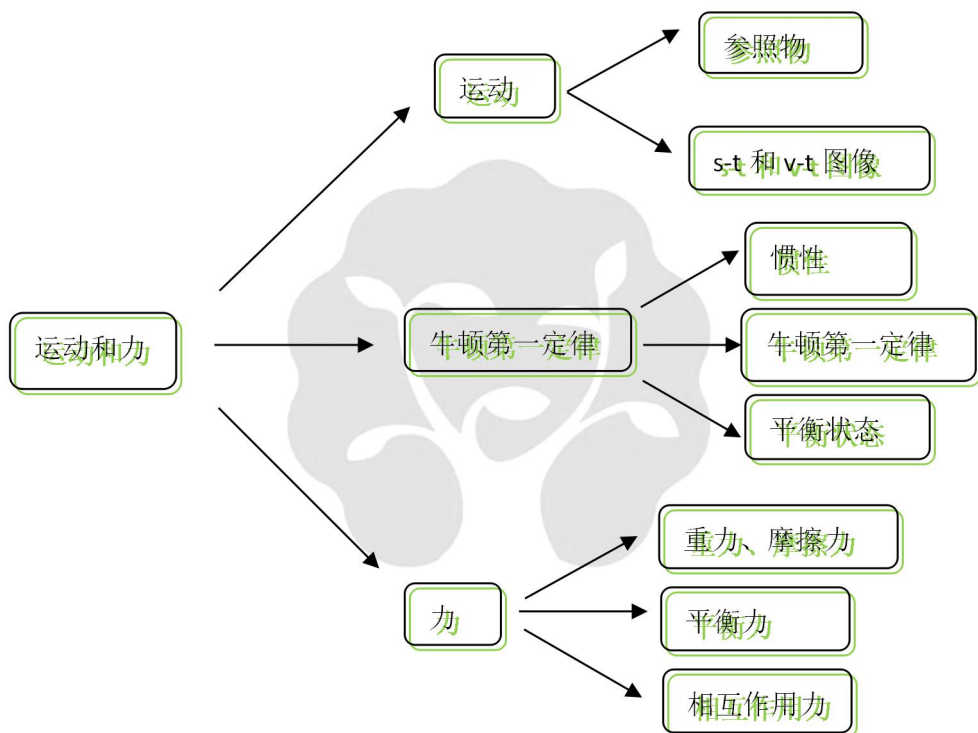 参照物
运动
s-t 和 v-t 图像
惯性
运动和力
牛顿第一定律
牛顿第一定律
平衡状态
重力、摩擦力
力
平衡力
相互作用力